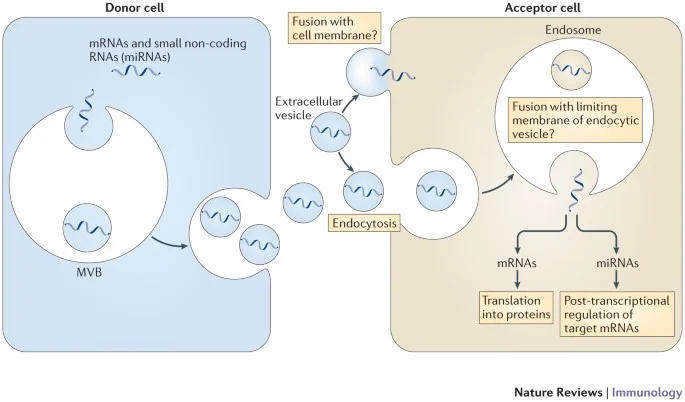 Donor cell
Acceptor cell
mRNAs and small non-coding
RNAs (miRNAs)
MVB
Fusion with
cell membrane?
Extracellular
vesicle
Endocytosis
Endosome
Fusion with limiting
membrane of endocytic
vesicle?
mRNAs
miRNAs
Translation
into proteins
Post-transcriptional
regulation of
target mRNAs
Nature Reviews | Immunology